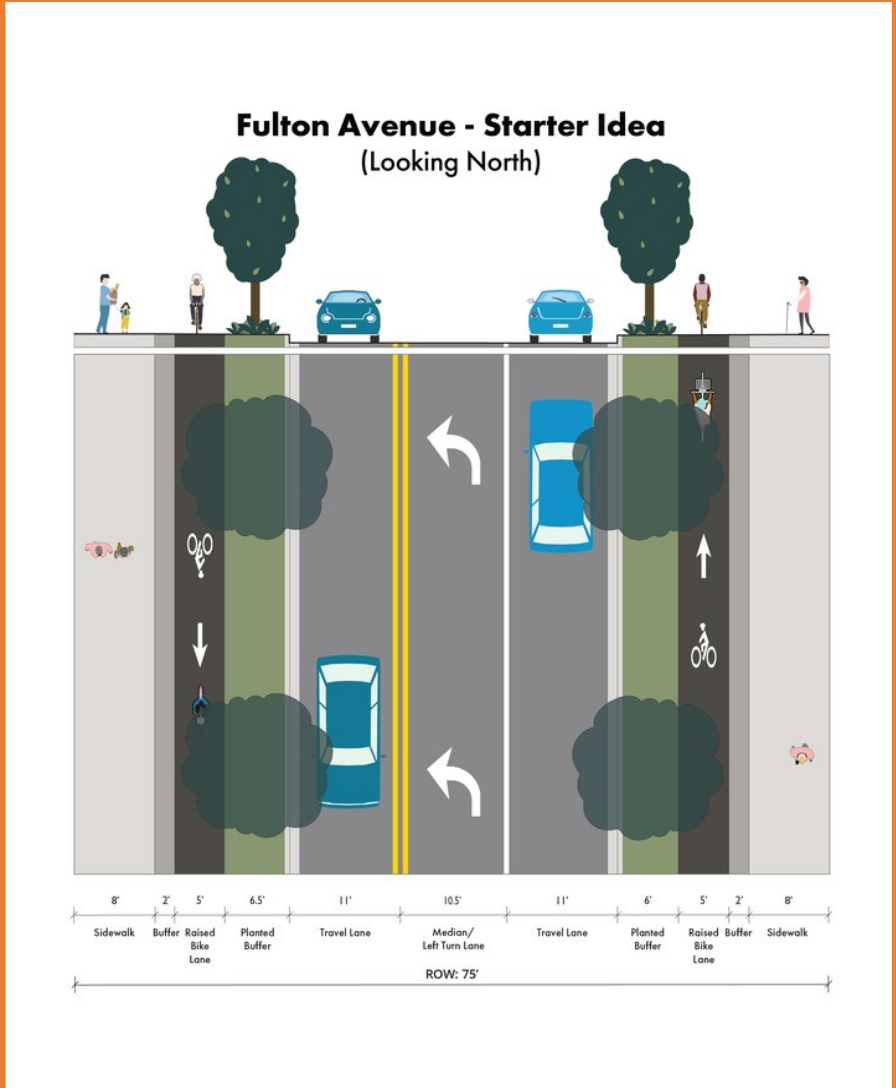 Fulton Avenue - Starter Idea
(Looking North)
8' 2' 5' 6.5' 11' 10.5' 11' 6' 5' 2' 8'
Sidewalk Buffer Raised Bike Lane Planted Buffer Travel Lane Median/ Left Turn Lane Travel Lane Planted Buffer Raised Bike Lane Buffer Sidewalk
ROW: 75'